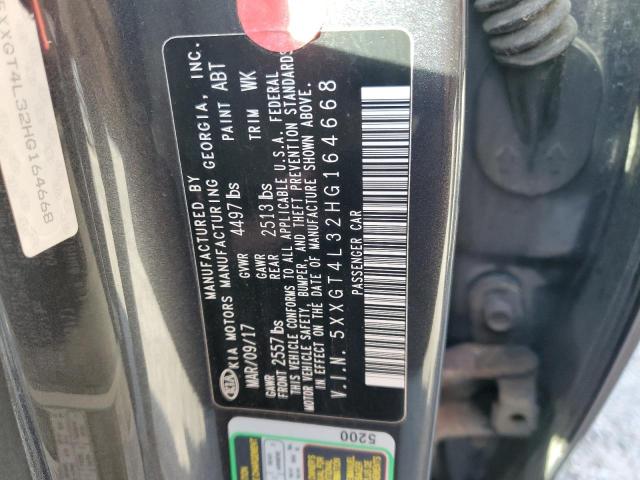 5XXGT4L32HG164668
MANUFACTURED BY
KIA KIA MOTORS MANUFACTURING GEORGIA, INC.
MAR/09/17 GVWR 4497 lbs PAINT ABT
GAWR FRONT 2557 lbs GAWR REAR 2513 lbs TRIM WK
THIS VEHICLE CONFORMS TO ALL APPLICABLE U.S.A. FEDERAL
MOTOR VEHICLE SAFETY, BUMPER, AND THEFT PREVENTION STANDARDS
IN EFFECT ON THE DATE OF MANUFACTURE SHOWN ABOVE.
V.I.N. 5XXGT4L32HG164668
PASSENGER CAR
5200